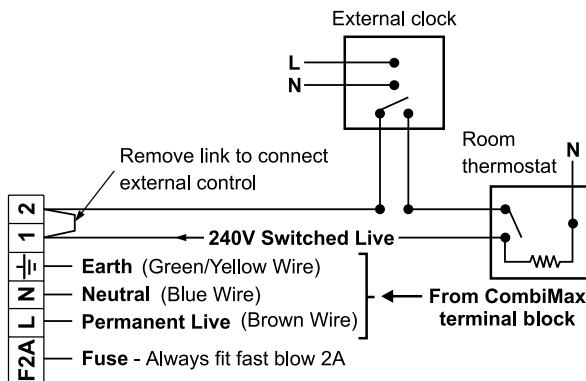 External clock
L
N
Room
thermostat
N
Remove link to connect
external control
2
1
240V Switched Live
Earth (Green/Yellow Wire)
N
Neutral (Blue Wire)
L
Permanent Live (Brown Wire)
From CombiMax
terminal block
F2A
Fuse - Always fit fast blow 2A